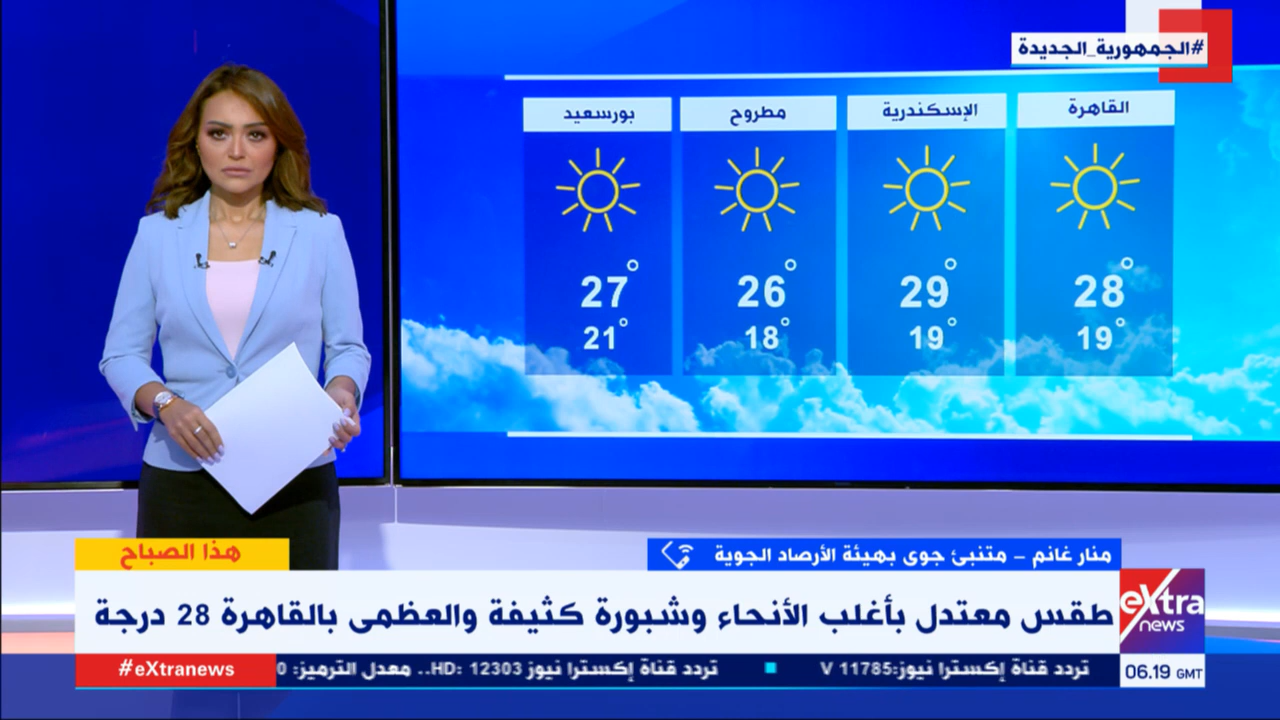 #الجمهورية_الجديدة
القاهرة
الإسكندرية
مطروح
بورسعيد
28°
29°
26°
27°
19°
19°
18°
21°
هذا الصباح
منار غانم - متنبئ جوى بهيئة الأرصاد الجوية
طقس معتدل بأغلب الأنحاء وشبورة كثيفة والعظمى بالقاهرة 28 درجة
eXtra news
#eXtranews
تردد قناة إكسترا نيوز:11785 V
تردد قناة إكسترا نيوز HD: 12303.. معدل الترميز: 0
06.19 GMT